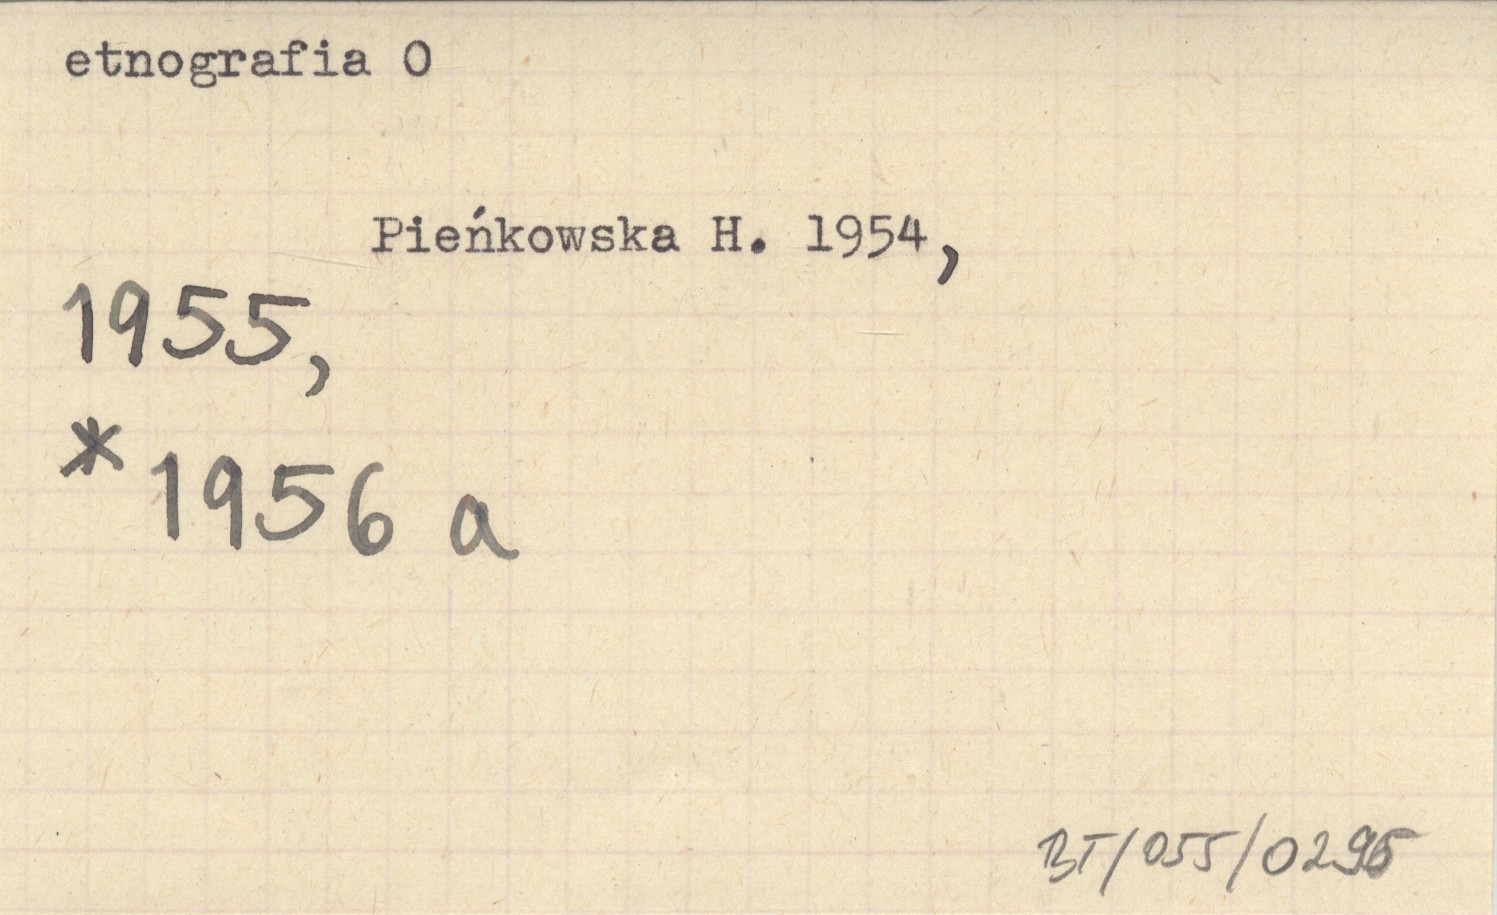 etnografia O
Pieńkowska H. 1954,
1955,
* 1956 a
BT/055/0295